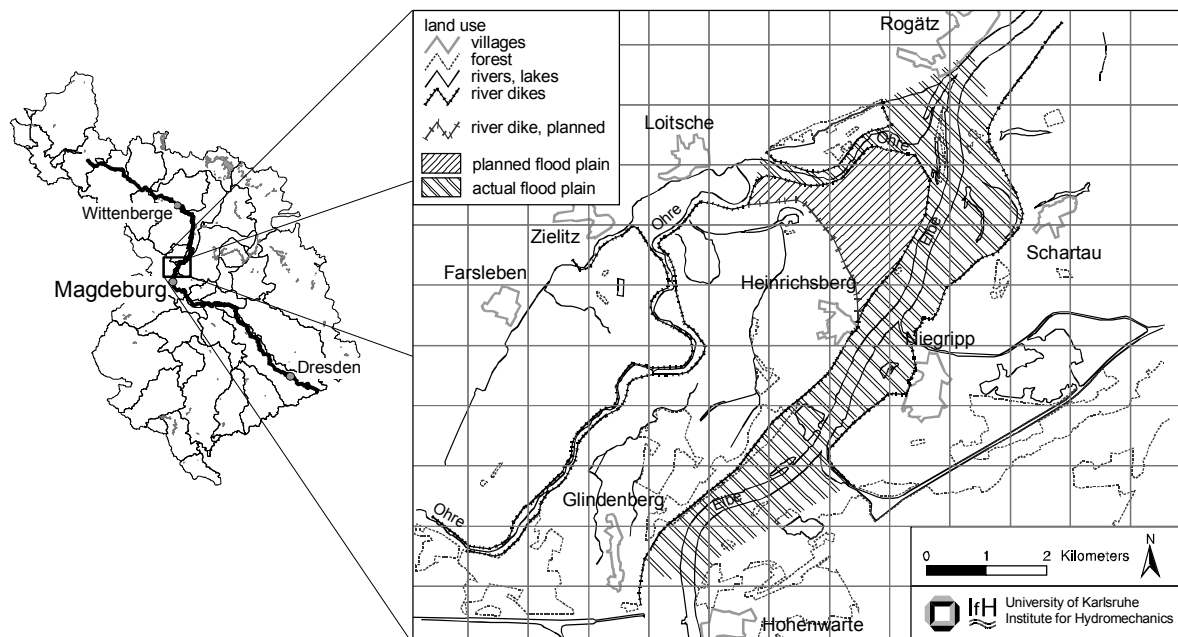 Wittenberge
Magdeburg
Dresden
land use
villages
forest
rivers, lakes
river dikes
river dike, planned
planned flood plain
actual flood plain
Rogätz
Loitsche
Ohre
Ohre
Zielitz
Elbe
Schartau
Farsleben
Heinrichsberg
Niegripp
Glindenberg
Elbe
Ohre
Hohenwarte
0 1 2 Kilometers
N
IfH
University of Karlsruhe
Institute for Hydromechanics